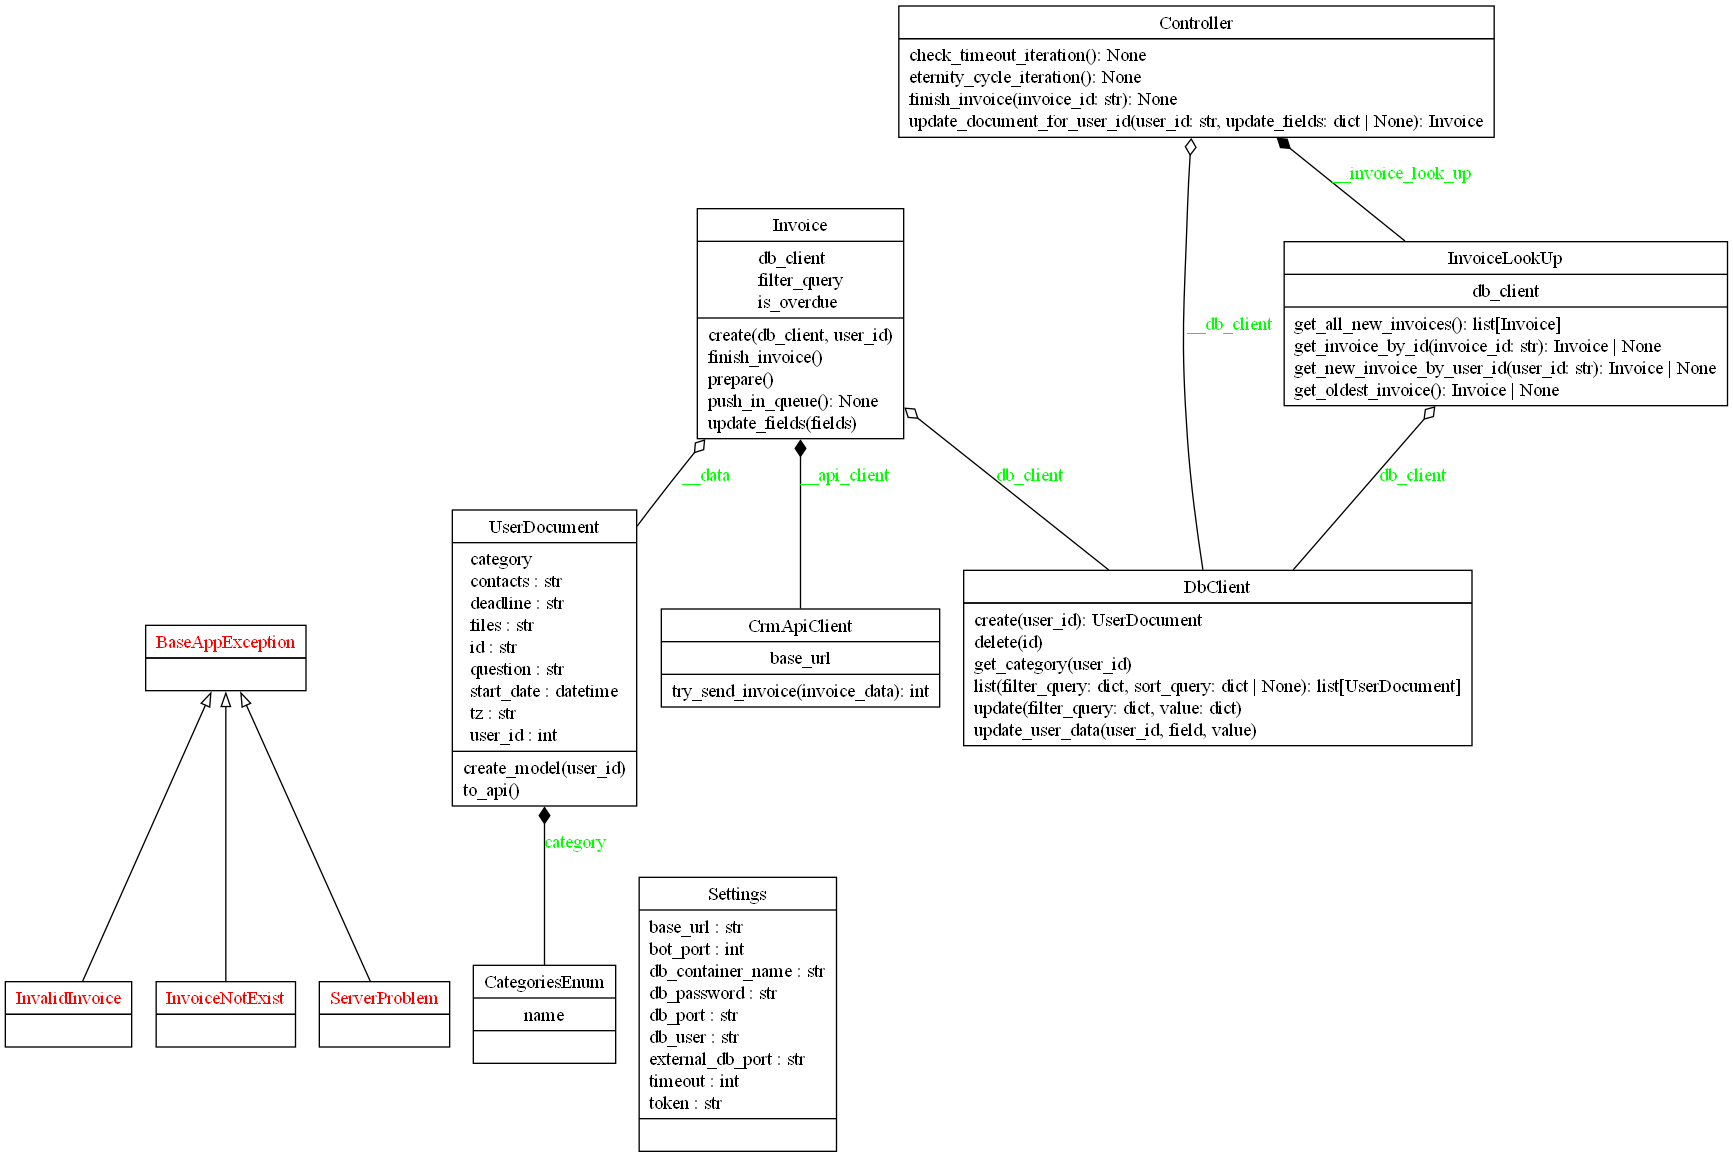 Controller
check_timeout_iteration(): None
eternity_cycle_iteration(): None
finish_invoice(invoice_id: str): None
update_document_for_user_id(user_id: str, update_fields: dict | None): Invoice
__invoice_look_up
Invoice
db_client
filter_query
is_overdue
create(db_client, user_id)
finish_invoice()
prepare()
push_in_queue(): None
update_fields(fields)
__db_client
InvoiceLookUp
db_client
get_all_new_invoices(): list[Invoice]
get_invoice_by_id(invoice_id: str): Invoice | None
get_new_invoice_by_user_id(user_id: str): Invoice | None
get_oldest_invoice(): Invoice | None
__data
__api_client
db_client
db_client
UserDocument
category
contacts : str
deadline : str
files : str
id : str
question : str
start_date : datetime
tz : str
user_id : int
create_model(user_id)
to_api()
CrmApiClient
base_url
try_send_invoice(invoice_data): int
DbClient
create(user_id): UserDocument
delete(id)
get_category(user_id)
list(filter_query: dict, sort_query: dict | None): list[UserDocument]
update(filter_query: dict, value: dict)
update_user_data(user_id, field, value)
BaseAppException
category
InvalidInvoice
InvoiceNotExist
ServerProblem
CategoriesEnum
name
Settings
base_url : str
bot_port : int
db_container_name : str
db_password : str
db_port : str
db_user : str
external_db_port : str
timeout : int
token : str